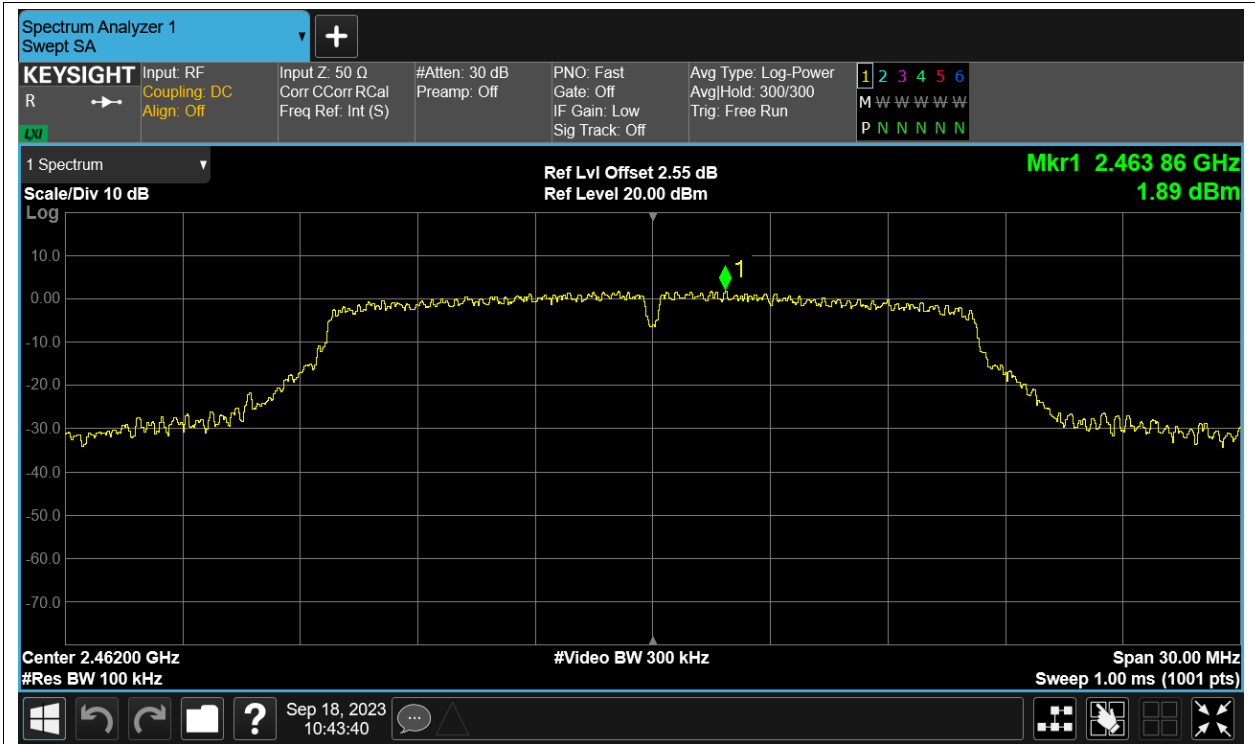 Spectrum Analyzer 1
Swept SA
KEYSIGHT
R
LXI
Input: RF
Coupling: DC
Align: Off
Input Z: 50 Ω
Corr CCorr RCal
Freq Ref: Int (S)
#Atten: 30 dB
Preamp: Off
PNO: Fast
Gate: Off
IF Gain: Low
Sig Track: Off
Avg Type: Log-Power
Avg|Hold: 300/300
Trig: Free Run
1 2 3 4 5 6
M W W W W W
P N N N N N
1 Spectrum
Scale/Div 10 dB
Log
Ref Lvl Offset 2.55 dB
Ref Level 20.00 dBm
Mkr1 2.463 86 GHz
1.89 dBm
1
10.0
0.00
-10.0
-20.0
-30.0
-40.0
-50.0
-60.0
-70.0
Center 2.46200 GHz
#Res BW 100 kHz
#Video BW 300 kHz
Span 30.00 MHz
Sweep 1.00 ms (1001 pts)
?
Sep 18, 2023
10:43:40